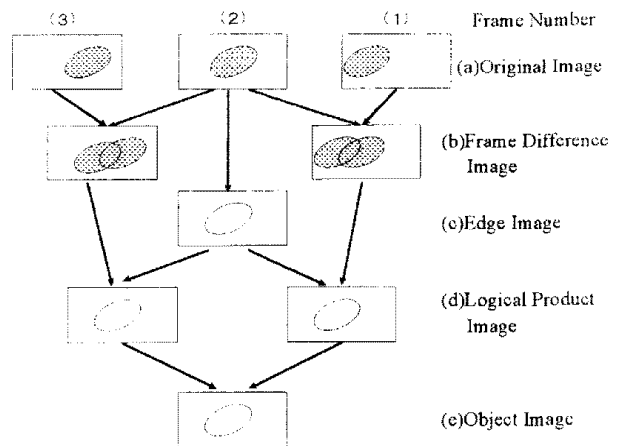 (3) (2) (1) Frame Number
(a)Original Image
(b)Frame Difference
Image
(c)Edge Image
(d)Logical Product
Image
(e)Object Image